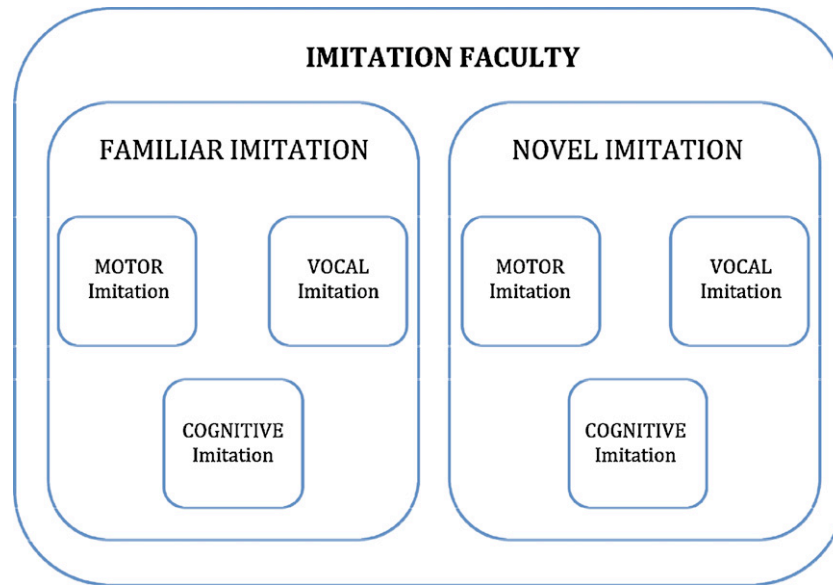 IMITATION FACULTY
FAMILIAR IMITATION
MOTOR
Imitation
VOCAL
Imitation
COGNITIVE
Imitation
NOVEL IMITATION
MOTOR
Imitation
VOCAL
Imitation
COGNITIVE
Imitation